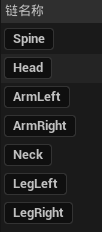 链名称
Spine
Head
ArmLeft
ArmRight
Neck
LegLeft
LegRight